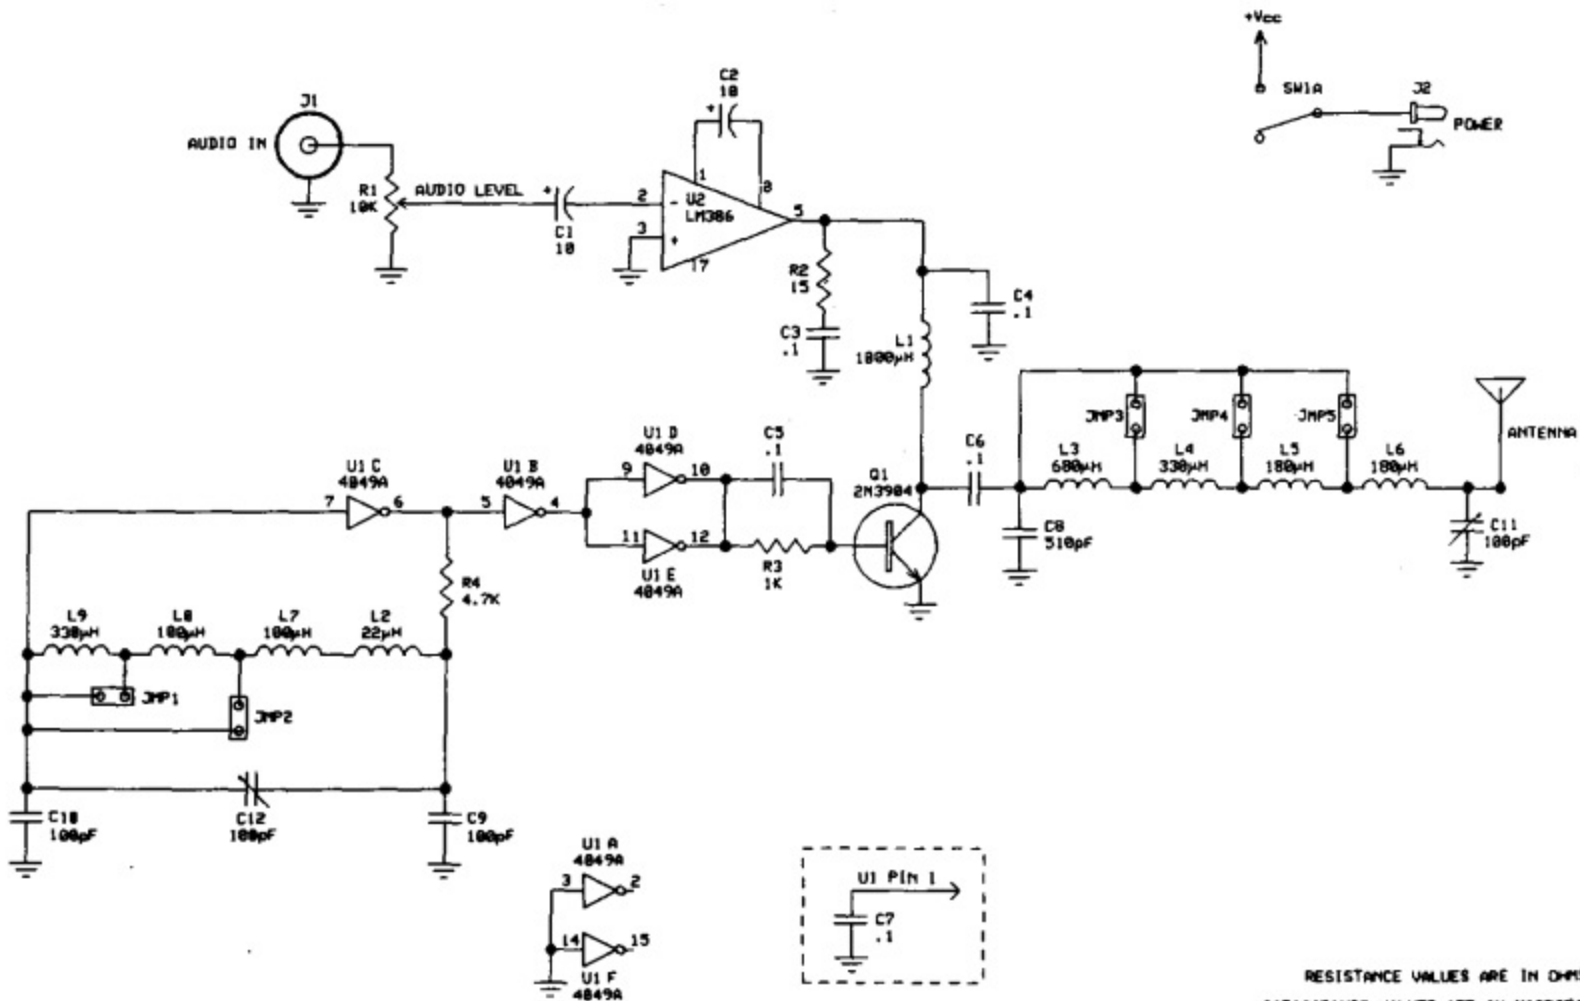 +Vcc
SW1A
J2
POWER
C2
10
+
J1
AUDIO IN
R1
10K
AUDIO LEVEL
+
C1
10
2
-
3
+
1
U2
LM386
8
5
17
R2
15
C3
.1
C4
.1
L1
1800µH
JMP3
JMP4
JMP5
ANTENNA
L3
680µH
L4
330µH
L5
180µH
L6
180µH
C6
.1
C8
510pF
C11
100pF
Q1
2N3904
U1 D
4049A
9
10
C5
.1
U1 C
4049A
7
6
U1 B
4049A
5
4
11
12
U1 E
4049A
R3
1K
R4
4.7K
L9
330µH
L8
100µH
L7
100µH
L2
22µH
JMP1
JMP2
C10
100pF
C12
100pF
C9
100pF
U1 A
4049A
3
2
14
15
U1 F
4049A
U1 PIN 1
C7
.1
RESISTANCE VALUES ARE IN OHMS